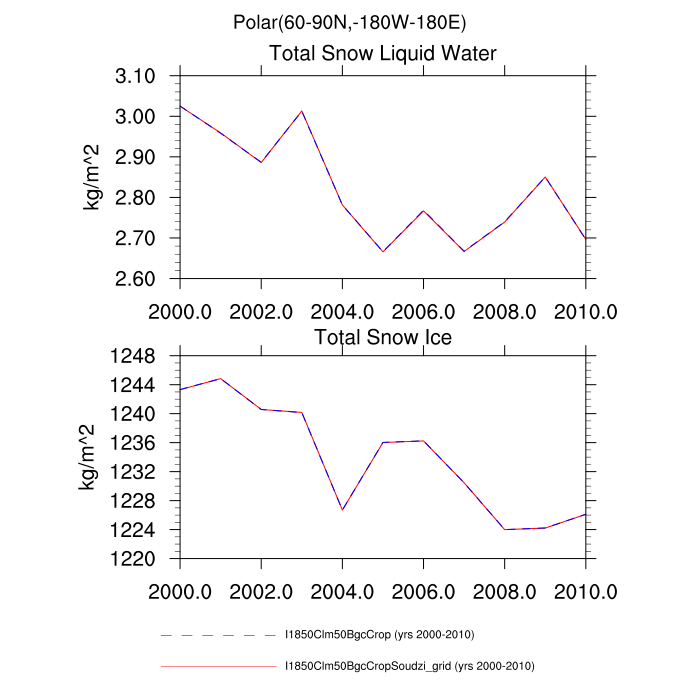 Polar(60-90N,-180W-180E)
Total Snow Liquid Water
3.10
3.00
2.90
2.80
2.70
2.60
kg/m^2
2000.0 2002.0 2004.0 2006.0 2008.0 2010.0
Total Snow Ice
1248
1244
1240
1236
1232
1228
1224
1220
kg/m^2
2000.0 2002.0 2004.0 2006.0 2008.0 2010.0
I1850Clm50BgcCrop (yrs 2000-2010)
I1850Clm50BgcCropSoudzi_grid (yrs 2000-2010)